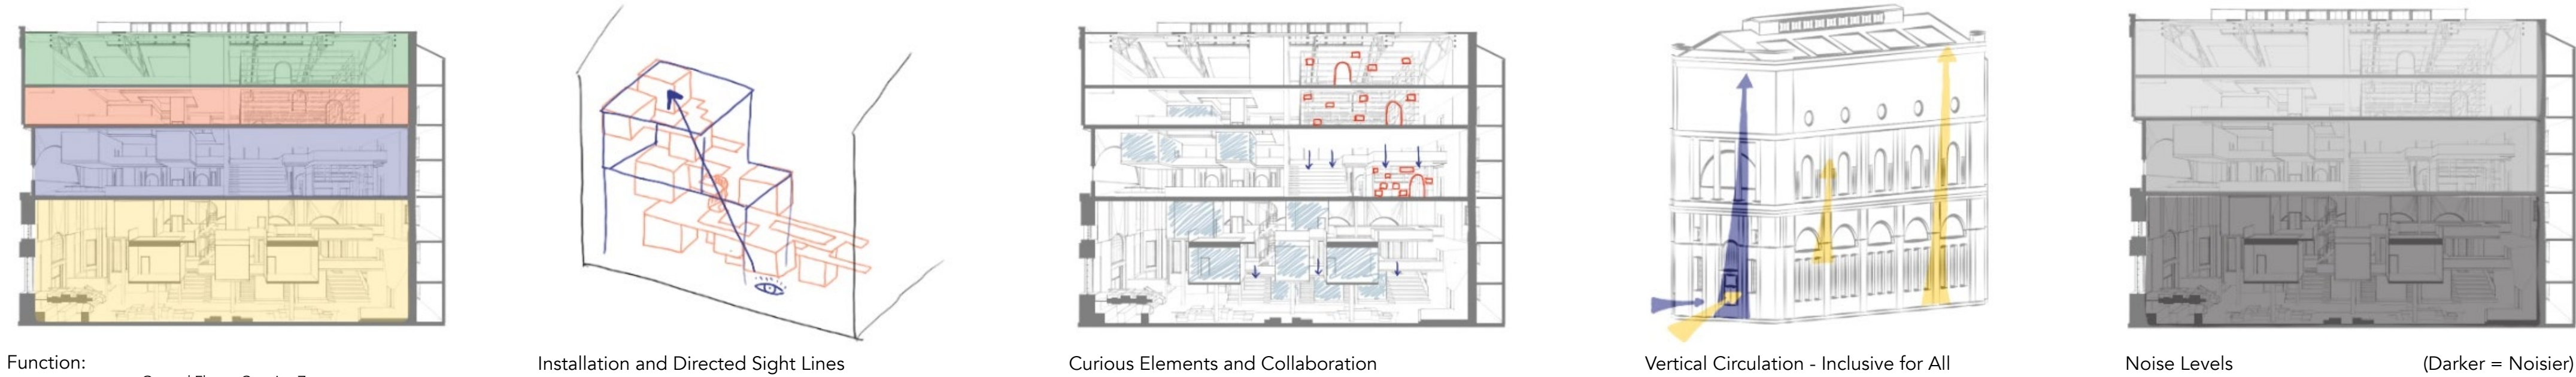 Function:
Installation and Directed Sight Lines
Curious Elements and Collaboration
Vertical Circulation - Inclusive for All
Noise Levels (Darker = Noisier)